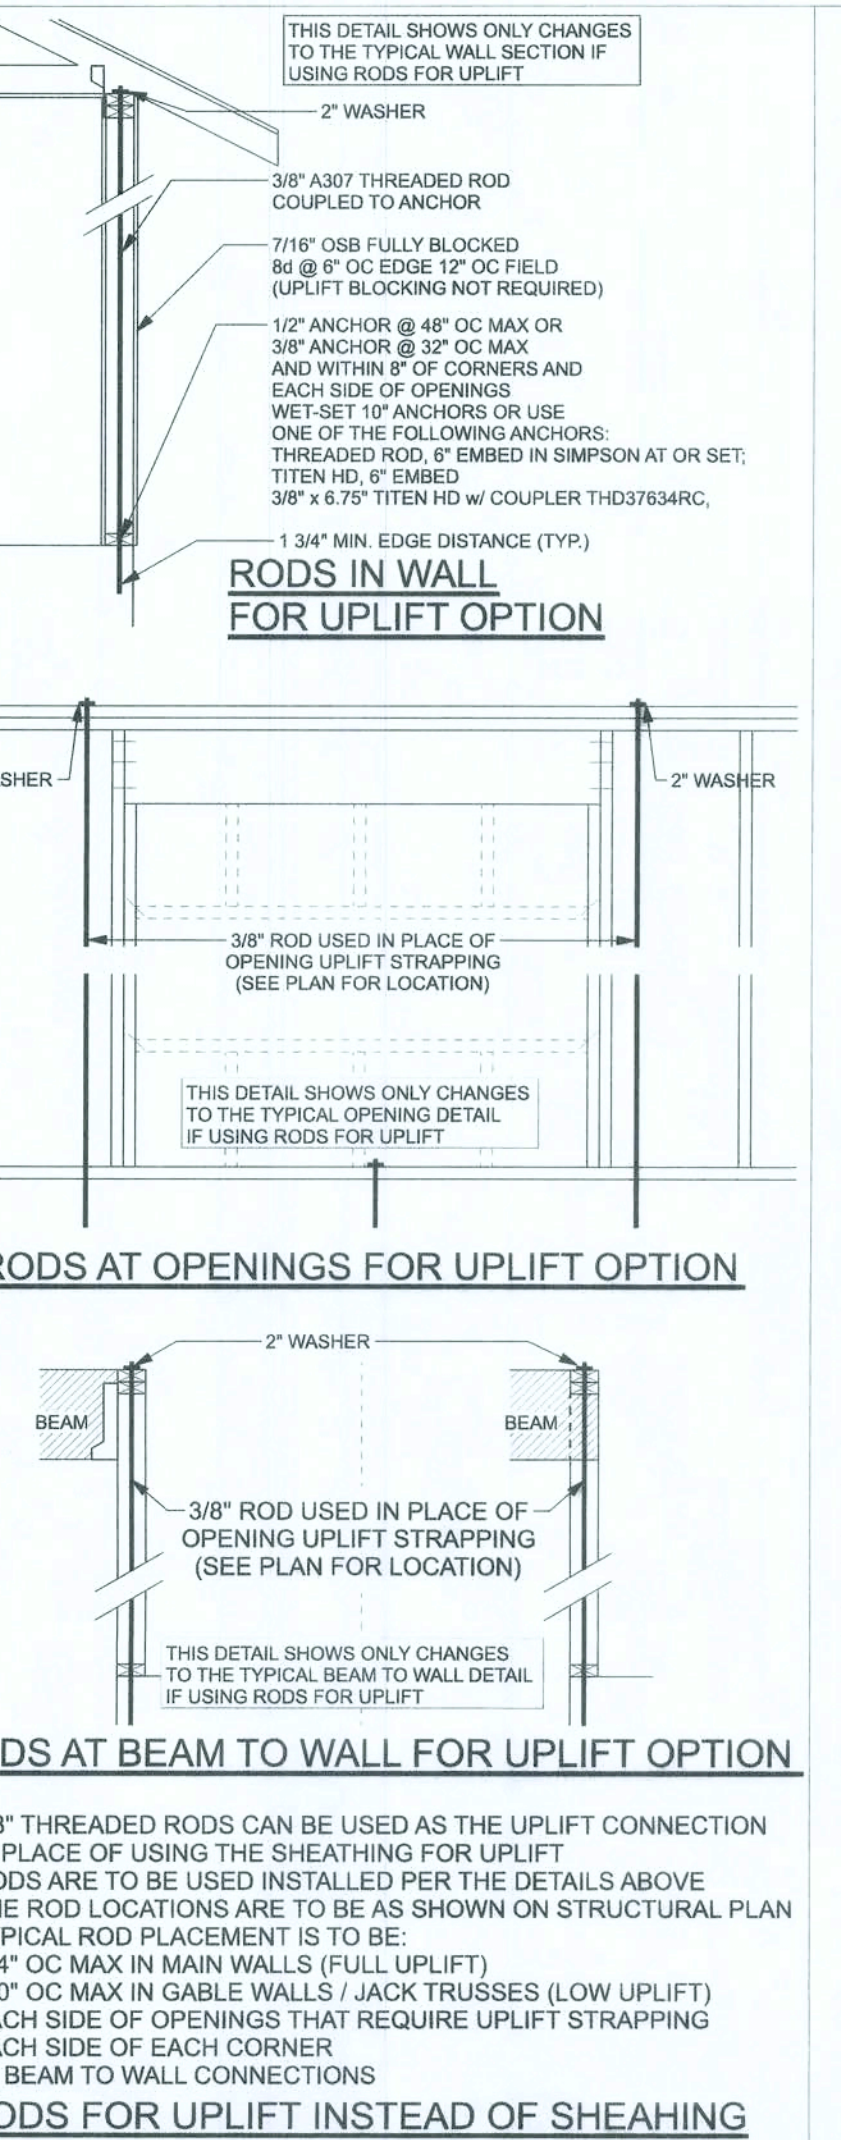 THIS DETAIL SHOWS ONLY CHANGES
TO THE TYPICAL WALL SECTION IF
USING RODS FOR UPLIFT
2" WASHER
3/8" A307 THREADED ROD
COUPLED TO ANCHOR
7/16" OSB FULLY BLOCKED
8d @ 6" OC EDGE 12" OC FIELD
(UPLIFT BLOCKING NOT REQUIRED)
1/2" ANCHOR @ 48" OC MAX OR
3/8" ANCHOR @ 32" OC MAX
AND WITHIN 8" OF CORNERS AND
EACH SIDE OF OPENINGS
WET-SET 10" ANCHORS OR USE
ONE OF THE FOLLOWING ANCHORS:
THREADED ROD, 6" EMBED IN SIMPSON AT OR SET;
TITEN HD, 6" EMBED
3/8" x 6.75" TITEN HD w/ COUPLER THD37634RC,
1 3/4" MIN. EDGE DISTANCE (TYP.)
RODS IN WALL
FOR UPLIFT OPTION
SHER
2" WASHER
3/8" ROD USED IN PLACE OF
OPENING UPLIFT STRAPPING
(SEE PLAN FOR LOCATION)
THIS DETAIL SHOWS ONLY CHANGES
TO THE TYPICAL OPENING DETAIL
IF USING RODS FOR UPLIFT
RODS AT OPENINGS FOR UPLIFT OPTION
2" WASHER
BEAM
BEAM
3/8" ROD USED IN PLACE OF
OPENING UPLIFT STRAPPING
(SEE PLAN FOR LOCATION)
THIS DETAIL SHOWS ONLY CHANGES
TO THE TYPICAL BEAM TO WALL DETAIL
IF USING RODS FOR UPLIFT
DS AT BEAM TO WALL FOR UPLIFT OPTION
8" THREADED RODS CAN BE USED AS THE UPLIFT CONNECTION
PLACE OF USING THE SHEATHING FOR UPLIFT
ODS ARE TO BE USED INSTALLED PER THE DETAILS ABOVE
HE ROD LOCATIONS ARE TO BE AS SHOWN ON STRUCTURAL PLAN
YPICAL ROD PLACEMENT IS TO BE:
4" OC MAX IN MAIN WALLS (FULL UPLIFT)
0" OC MAX IN GABLE WALLS / JACK TRUSSES (LOW UPLIFT)
ACH SIDE OF OPENINGS THAT REQUIRE UPLIFT STRAPPING
ACH SIDE OF EACH CORNER
BEAM TO WALL CONNECTIONS
ODS FOR UPLIFT INSTEAD OF SHEAHING